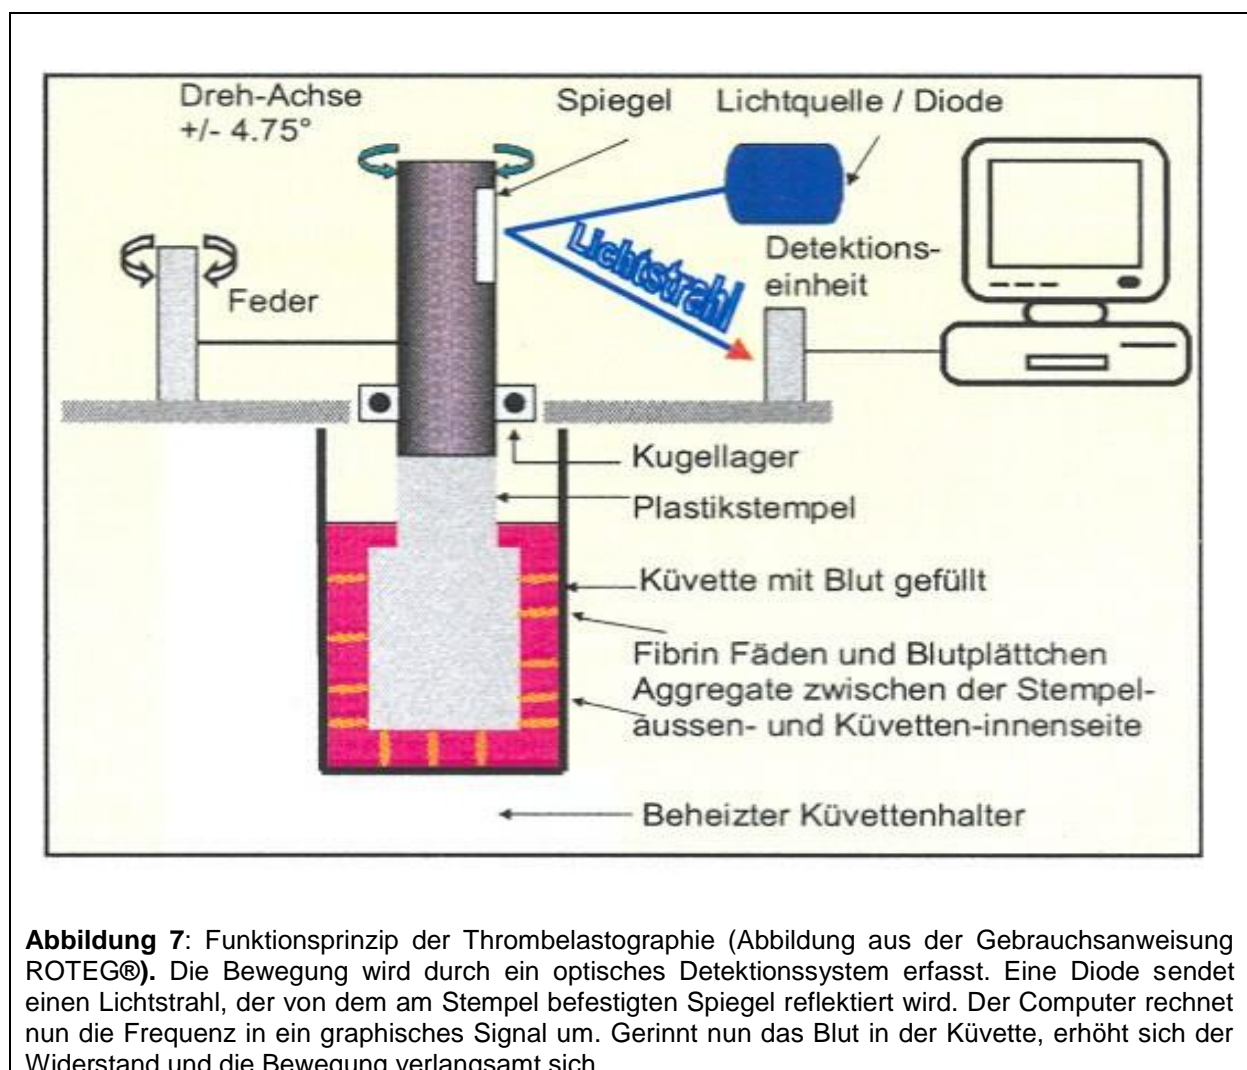 Dreh-Achse
+/- 4.75°
Spiegel
Lichtquelle / Diode
Lichtstrahl
Detektions-
einheit
Feder
Kugellager
Plastikstempel
Küvette mit Blut gefüllt
Fibrin Fäden und Blutplättchen
Aggregate zwischen der Stempel-
aussen- und Küvetten-innenseite
Beheizter Küvettenhalter
Abbildung 7: Funktionsprinzip der Thrombelastographie (Abbildung aus der Gebrauchsanweisung
ROTEG®). Die Bewegung wird durch ein optisches Detektionssystem erfasst. Eine Diode sendet
einen Lichtstrahl, der von dem am Stempel befestigten Spiegel reflektiert wird. Der Computer rechnet
nun die Frequenz in ein graphisches Signal um. Gerinnt nun das Blut in der Küvette, erhöht sich der
Widerstand und die Bewegung verlangsamt sich